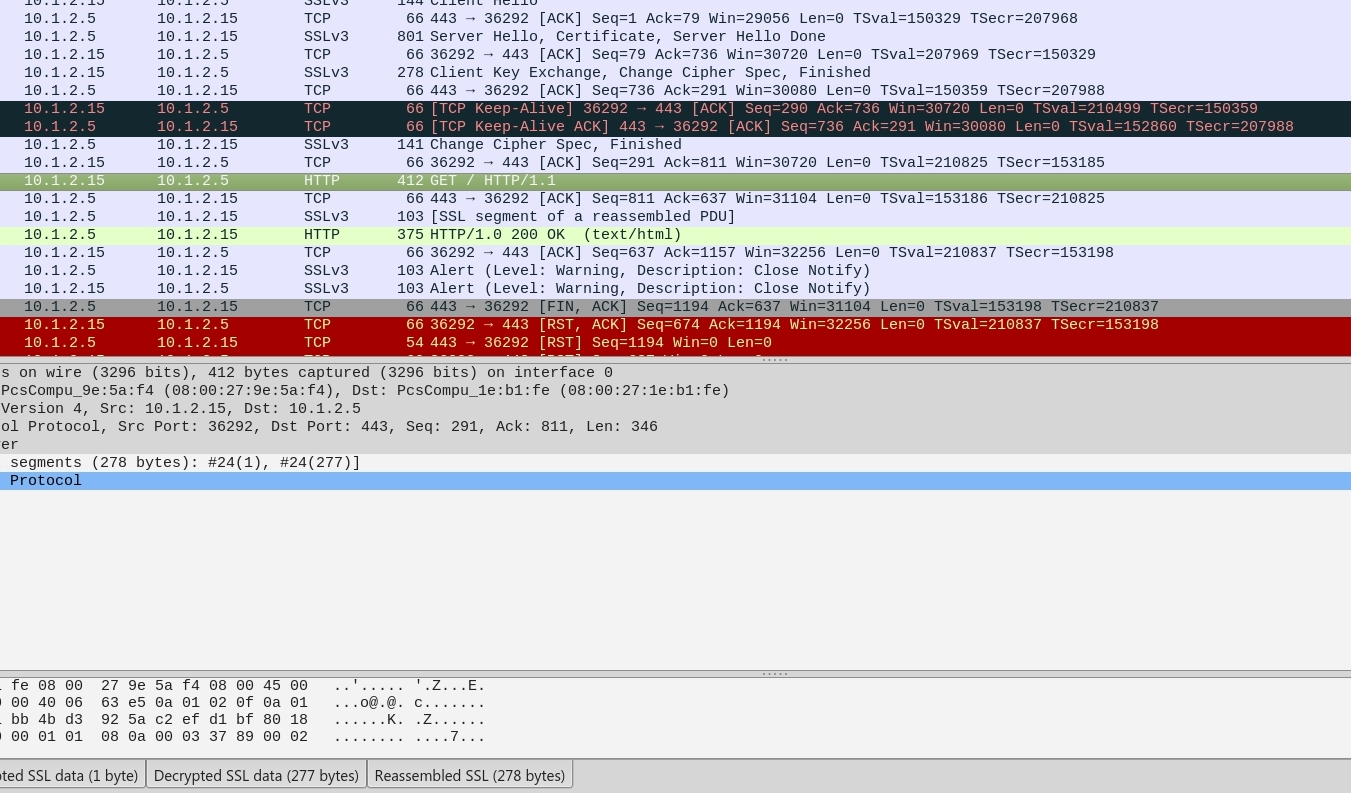 10.1.2.15 10.1.2.5 SSLv3 144 Client Hello
10.1.2.5 10.1.2.15 TCP 66 443 → 36292 [ACK] Seq=1 Ack=79 Win=29056 Len=0 TSval=150329 TSecr=207968
10.1.2.5 10.1.2.15 SSLv3 801 Server Hello, Certificate, Server Hello Done
10.1.2.15 10.1.2.5 TCP 66 36292 → 443 [ACK] Seq=79 Ack=736 Win=30720 Len=0 TSval=207969 TSecr=150329
10.1.2.15 10.1.2.5 SSLv3 278 Client Key Exchange, Change Cipher Spec, Finished
10.1.2.5 10.1.2.15 TCP 66 443 → 36292 [ACK] Seq=736 Ack=291 Win=30080 Len=0 TSval=150359 TSecr=207988
10.1.2.15 10.1.2.5 TCP 66 [TCP Keep-Alive] 36292 → 443 [ACK] Seq=290 Ack=736 Win=30720 Len=0 TSval=210499 TSecr=150359
10.1.2.5 10.1.2.15 TCP 66 [TCP Keep-Alive ACK] 443 → 36292 [ACK] Seq=736 Ack=291 Win=30080 Len=0 TSval=152860 TSecr=207988
10.1.2.5 10.1.2.15 SSLv3 141 Change Cipher Spec, Finished
10.1.2.15 10.1.2.5 TCP 66 36292 → 443 [ACK] Seq=291 Ack=811 Win=30720 Len=0 TSval=210825 TSecr=153185
10.1.2.15 10.1.2.5 HTTP 412 GET / HTTP/1.1
10.1.2.5 10.1.2.15 TCP 66 443 → 36292 [ACK] Seq=811 Ack=637 Win=31104 Len=0 TSval=153186 TSecr=210825
10.1.2.5 10.1.2.15 SSLv3 103 [SSL segment of a reassembled PDU]
10.1.2.5 10.1.2.15 HTTP 375 HTTP/1.0 200 OK (text/html)
10.1.2.15 10.1.2.5 TCP 66 36292 → 443 [ACK] Seq=637 Ack=1157 Win=32256 Len=0 TSval=210837 TSecr=153198
10.1.2.5 10.1.2.15 SSLv3 103 Alert (Level: Warning, Description: Close Notify)
10.1.2.15 10.1.2.5 SSLv3 103 Alert (Level: Warning, Description: Close Notify)
10.1.2.5 10.1.2.15 TCP 66 443 → 36292 [FIN, ACK] Seq=1194 Ack=637 Win=31104 Len=0 TSval=153198 TSecr=210837
10.1.2.15 10.1.2.5 TCP 66 36292 → 443 [RST, ACK] Seq=674 Ack=1194 Win=32256 Len=0 TSval=210837 TSecr=153198
10.1.2.5 10.1.2.15 TCP 54 443 → 36292 [RST] Seq=1194 Win=0 Len=0
s on wire (3296 bits), 412 bytes captured (3296 bits) on interface 0
PcsCompu_9e:5a:f4 (08:00:27:9e:5a:f4), Dst: PcsCompu_1e:b1:fe (08:00:27:1e:b1:fe)
Version 4, Src: 10.1.2.15, Dst: 10.1.2.5
ol Protocol, Src Port: 36292, Dst Port: 443, Seq: 291, Ack: 811, Len: 346
er
segments (278 bytes): #24(1), #24(277)]
Protocol
fe 08 00 27 9e 5a f4 08 00 45 00 ..'..... '.Z...E.
00 40 06 63 e5 0a 01 02 0f 0a 01 ...o@.@. c.......
bb 4b d3 92 5a c2 ef d1 bf 80 18 ......K. .Z......
00 01 01 08 0a 00 03 37 89 00 02 ........ ....7...
pted SSL data (1 byte) Decrypted SSL data (277 bytes) Reassembled SSL (278 bytes)